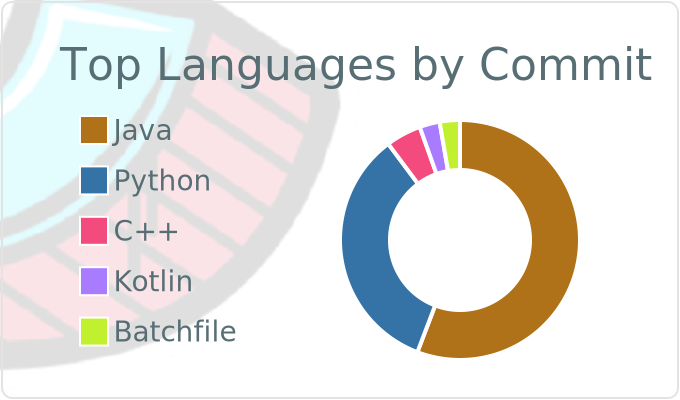 Top Languages by Commit
Java
Python
C++
Kotlin
Batchfile